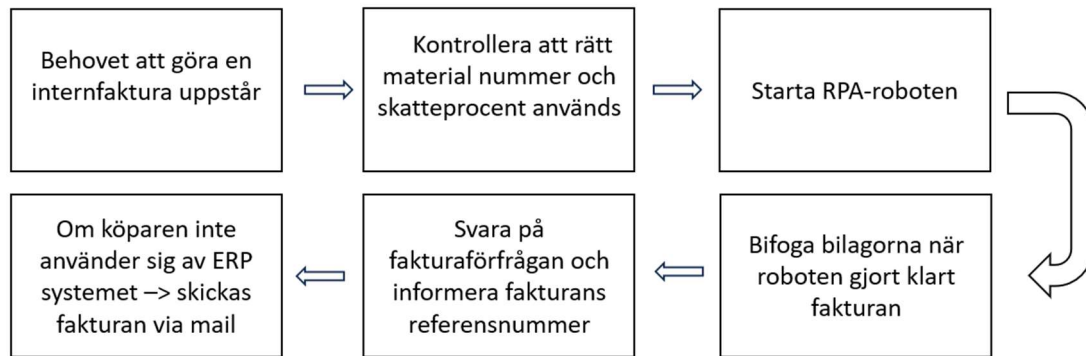 Behovet att göra en
internfaktura uppstår
Kontrollera att rätt
material nummer och
skatteprocent används
Starta RPA-roboten
Bifoga bilagorna när
roboten gjort klart
fakturan
Svara på
fakturaförfrågan och
informera fakturans
referensnummer
Om köparen inte
använder sig av ERP
systemet –> skickas
fakturan via mail